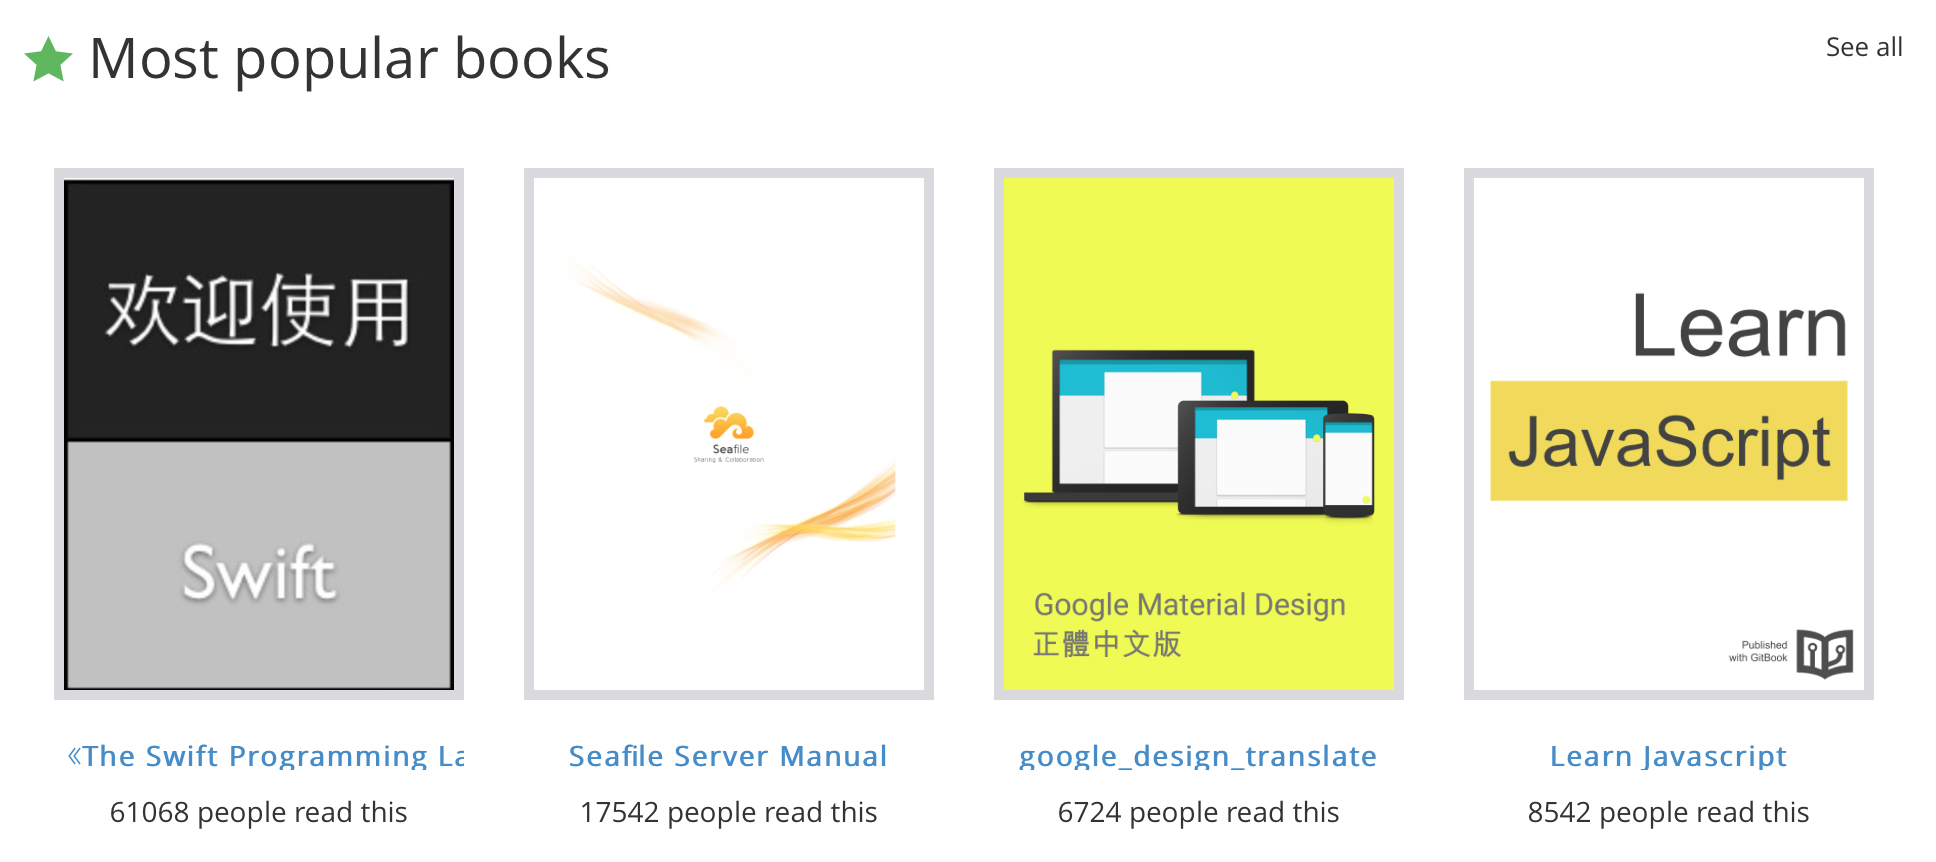 Most popular books
See all
欢迎使用
Swift
Seafile
Sharing & Collaboration
Google Material Design
正體中文版
Learn
JavaScript
Published
with GitBook
«The Swift Programming La
Seafile Server Manual
google_design_translate
Learn Javascript
61068 people read this
17542 people read this
6724 people read this
8542 people read this